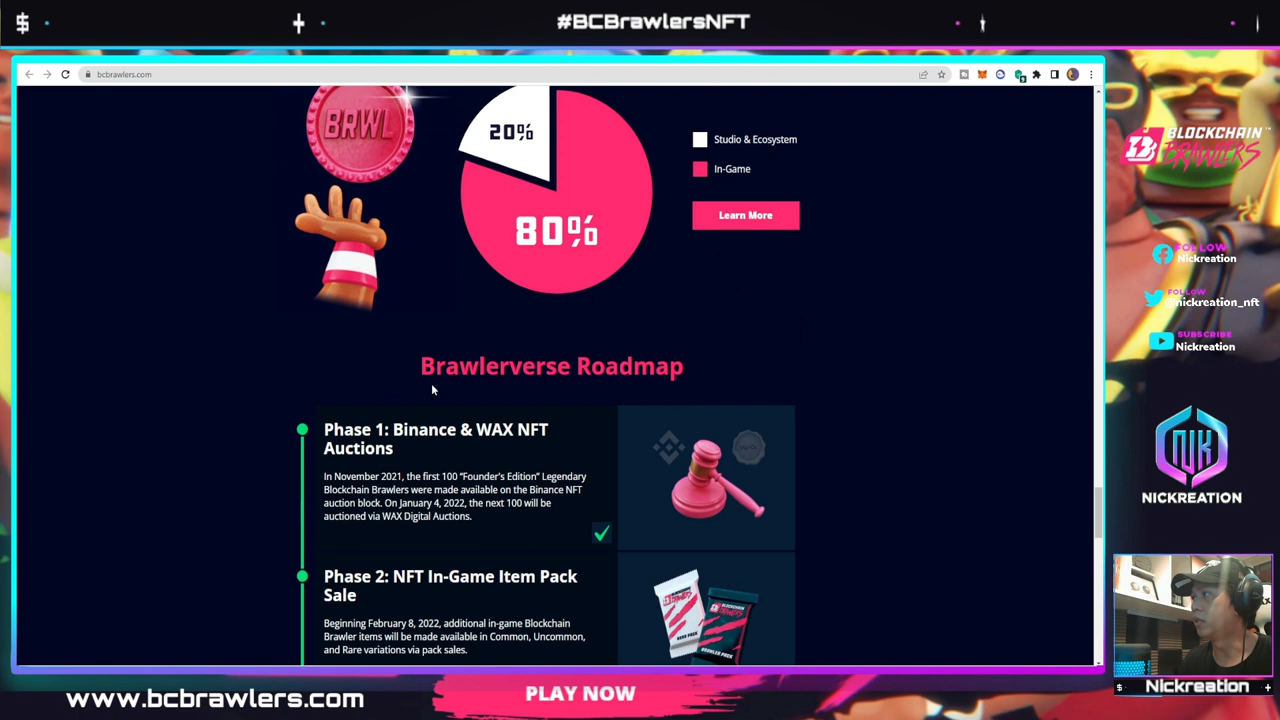 #BCBrawlersNFT
bcbrawlers.com
BRWL
20%
80%
Studio & Ecosystem
In-Game
Learn More
Brawlerverse Roadmap
Phase 1: Binance & WAX NFT
Auctions
In November 2021, the first 100 “Founder's Edition” Legendary
Blockchain Brawlers were made available on the Binance NFT
auction block. On January 4, 2022, the next 100 will be
auctioned via WAX Digital Auctions.
Phase 2: NFT In-Game Item Pack
Sale
Beginning February 8, 2022, additional in-game Blockchain
Brawler items will be made available in Common, Uncommon,
and Rare variations via pack sales.
BLOCKCHAIN
BRAWLERS™
FOLLOW
Nickreation
FOLLOW
@nickreation_nft
SUBSCRIBE
Nickreation
NK
NICKREATION
Nickreation
www.bcbrawlers.com
PLAY NOW